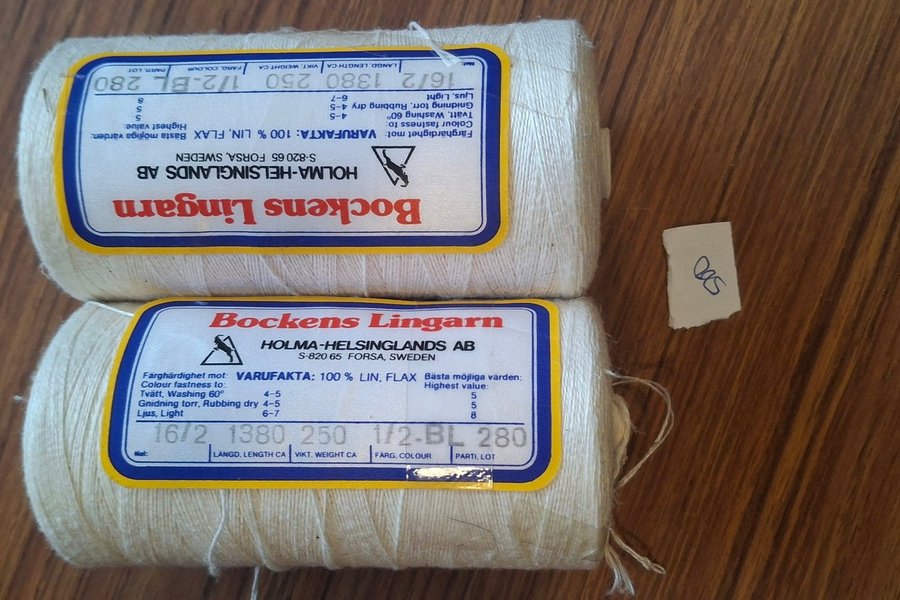 16/2 1380 250 1/2-BL 280
Nel: LÄNGD, LENGTH CA VIKT. WEIGHT CA FÄRG. COLOUR PARTI. LOT
Ljus, Light 6-7 8
Gnidning torr, Rubbing dry 4-5 5
Tvätt, Washing 60° 4-5 5
Colour fastness to: Highest value:
Färghärdighet mot: VARUFAKTA: 100 % LIN, FLAX Bästa möjliga värden:
S-820 65 FORSA, SWEDEN
HOLMA-HELSINGLANDS AB
Bockens Lingarn
Bockens Lingarn
HOLMA-HELSINGLANDS AB
S-820 65 FORSA, SWEDEN
Färghärdighet mot: VARUFAKTA: 100 % LIN, FLAX Bästa möjliga värden:
Colour fastness to: Highest value:
Tvätt, Washing 60° 4-5 5
Gnidning torr, Rubbing dry 4-5 5
Ljus, Light 6-7 8
16/2 1380 250 1/2-BL 280
Nel: LÄNGD, LENGTH CA VIKT. WEIGHT CA FÄRG. COLOUR PARTI. LOT